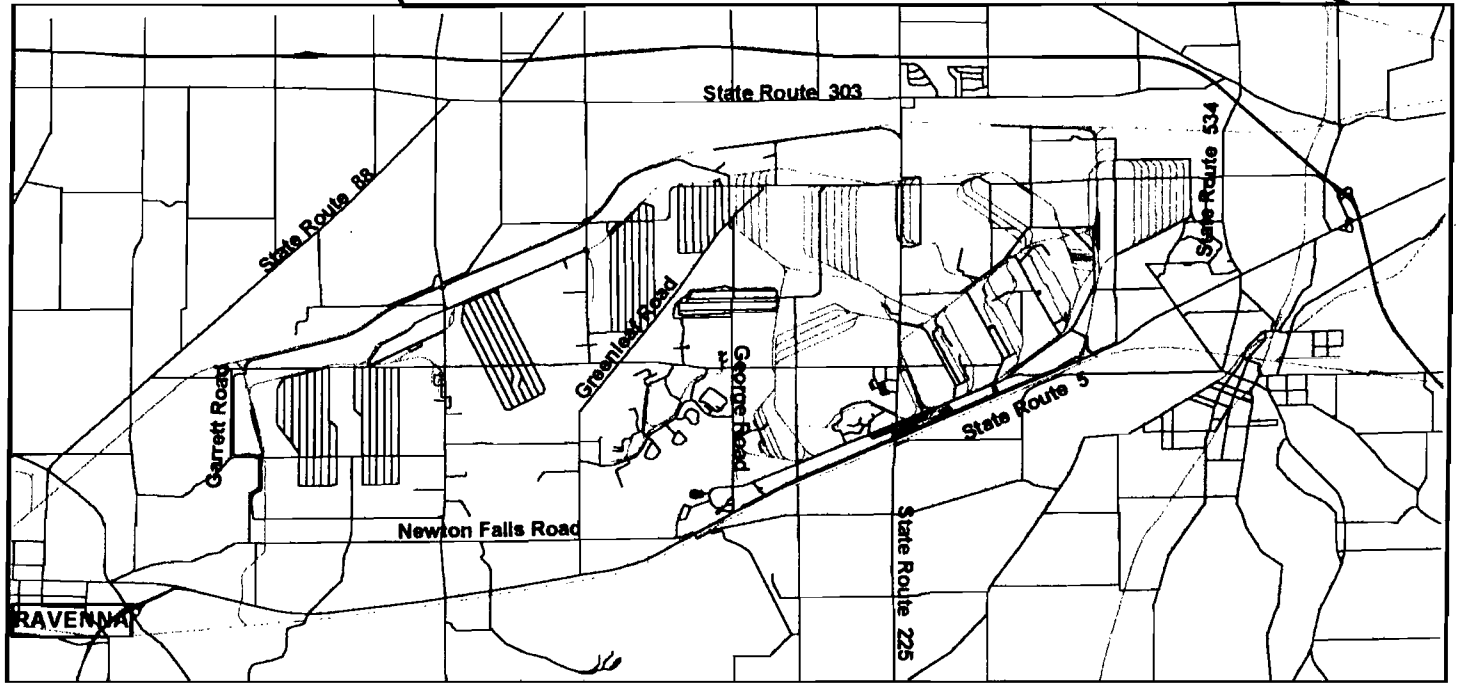 State Route 303
State Route 534
State Route 88
Greenleaf Road
George Road
Garrett Road
State Route 5
Newton Falls Road
State Route 225
RAVENNA